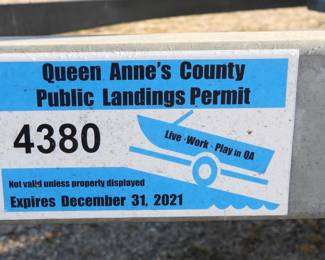 Queen Anne's County
Public Landings Permit
4380
Live · Work · Play in QA
Not valid unless properly displayed
Expires December 31, 2021